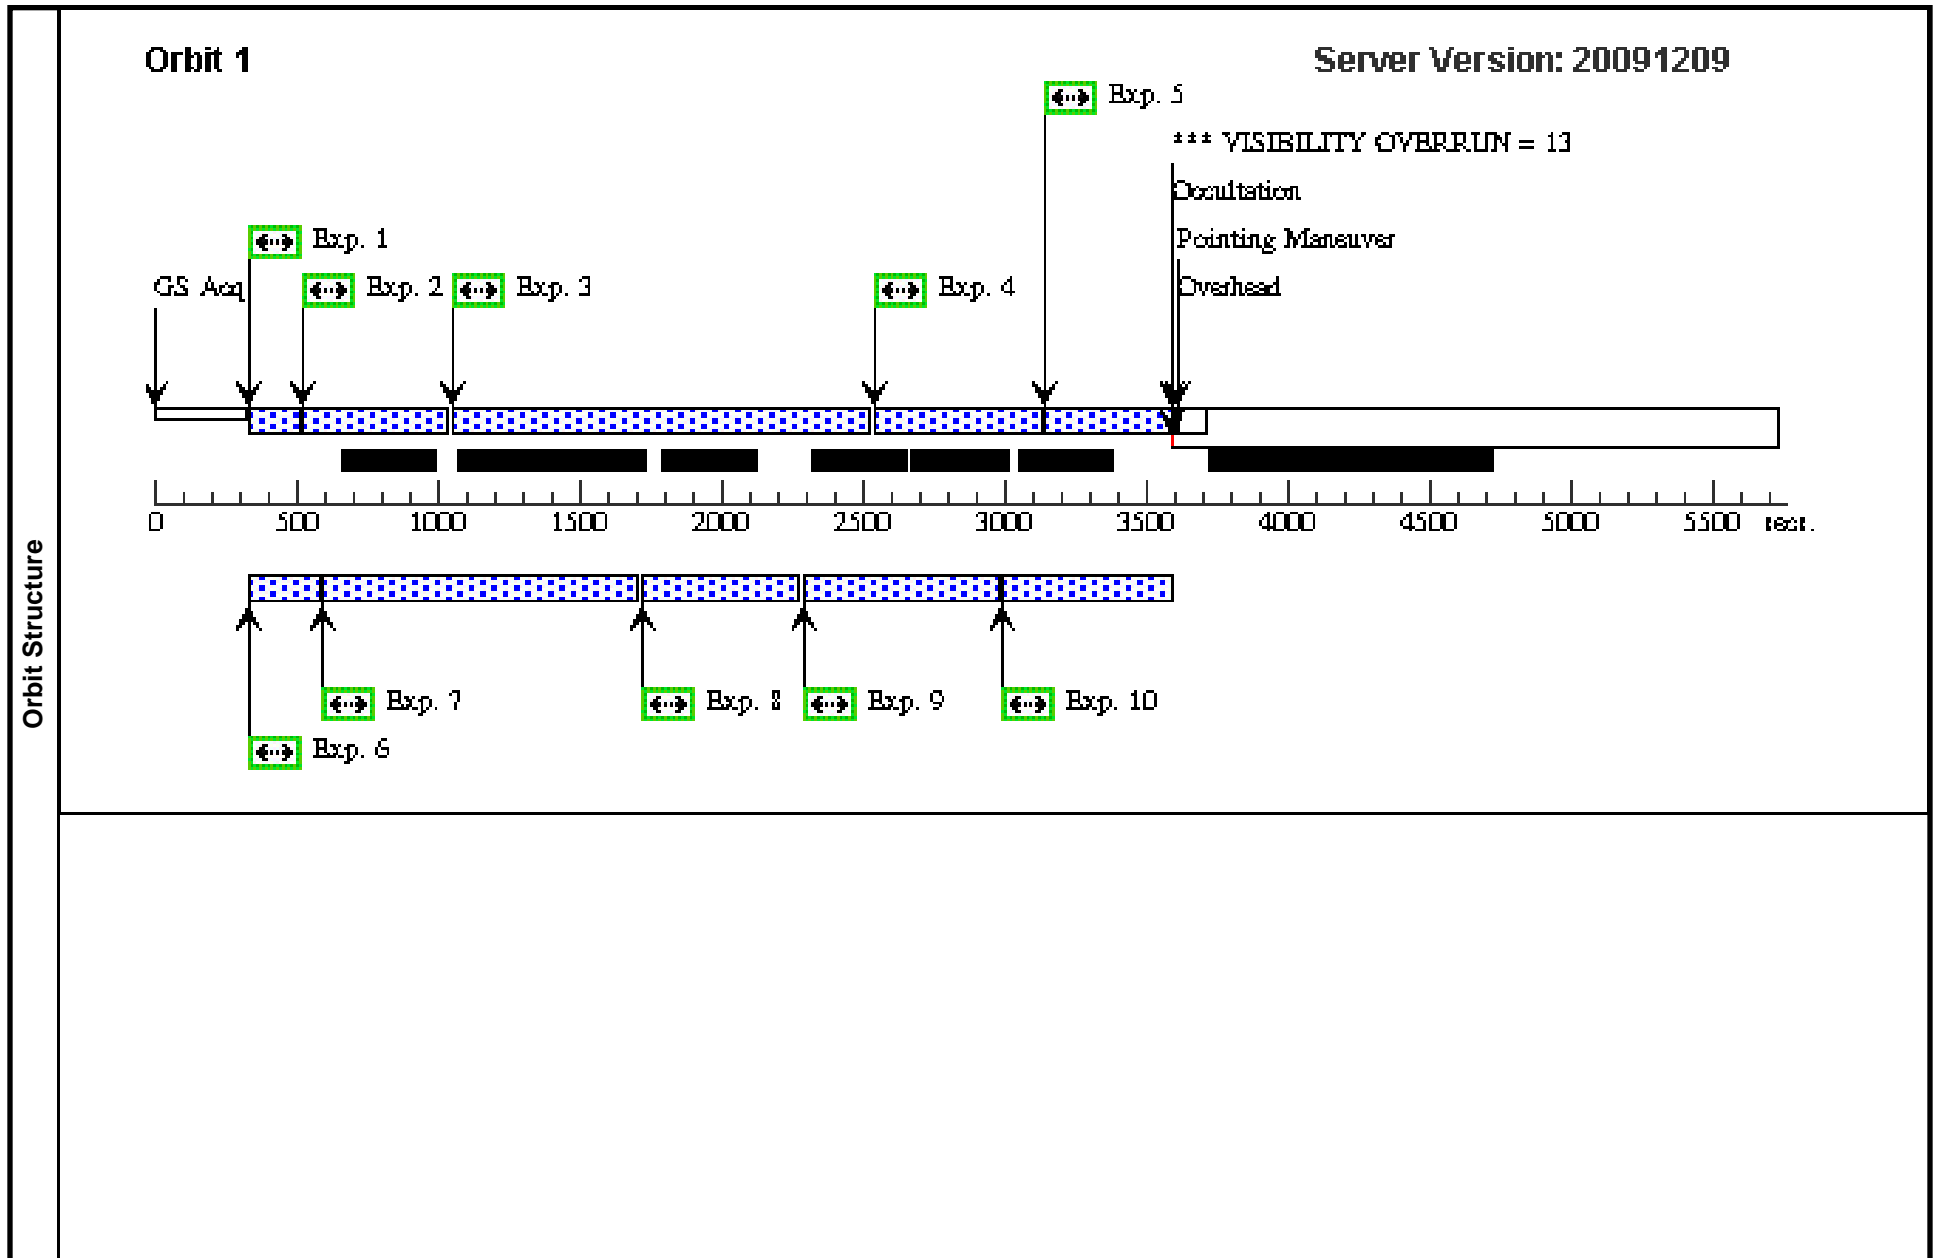 Orbit 1
Server Version: 20091209
Exp. 5
*** VISIBILITY OVERRUN = 13
Occultation
Exp. 1
Pointing Maneuver
GS Acq
Exp. 2
Exp. 3
Exp. 4
Overhead
0 500 1000 1500 2000 2500 3000 3500 4000 4500 5000 5500 secs.
Orbit Structure
Exp. 7
Exp. 8
Exp. 9
Exp. 10
Exp. 6